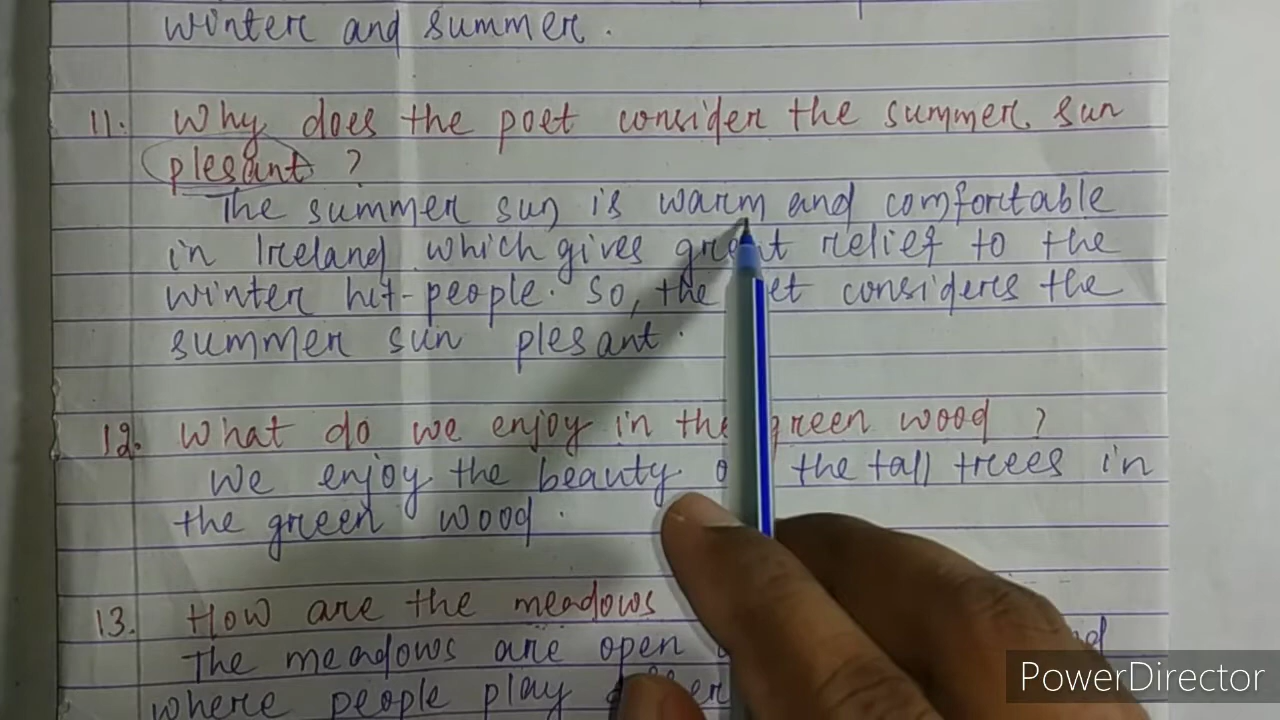 winter and summer.
11. Why does the poet consider the summer sun
plesant ?
The summer sun is warm and comfortable
in Ireland which gives great relief to the
winter hit-people. So, the considers the
summer sun plesant.
12. What do we enjoy in the green wood ?
We enjoy the beauty the tall trees in
the green wood.
13. How are the meadows
The meadows are open
where people play
PowerDirector